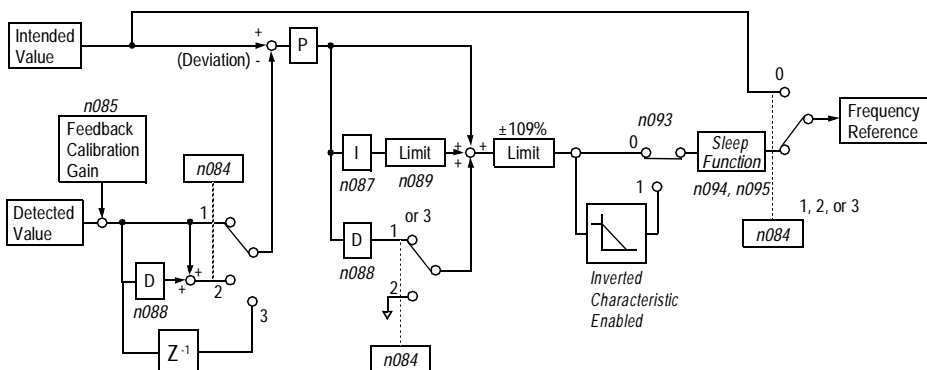 Intended
Value
(Deviation)
+
-
P
n085
Feedback
Calibration
Gain
n084
Detected
Value
1
D
+
+
2
n088
3
Z-1
I
n087
Limit
n089
+
+
+
+
±109%
Limit
D
n088
1
or 3
2
n084
n093
0
1
Inverted
Characteristic
Enabled
Sleep
Function
n094, n095
0
Frequency
Reference
1, 2, or 3
n084